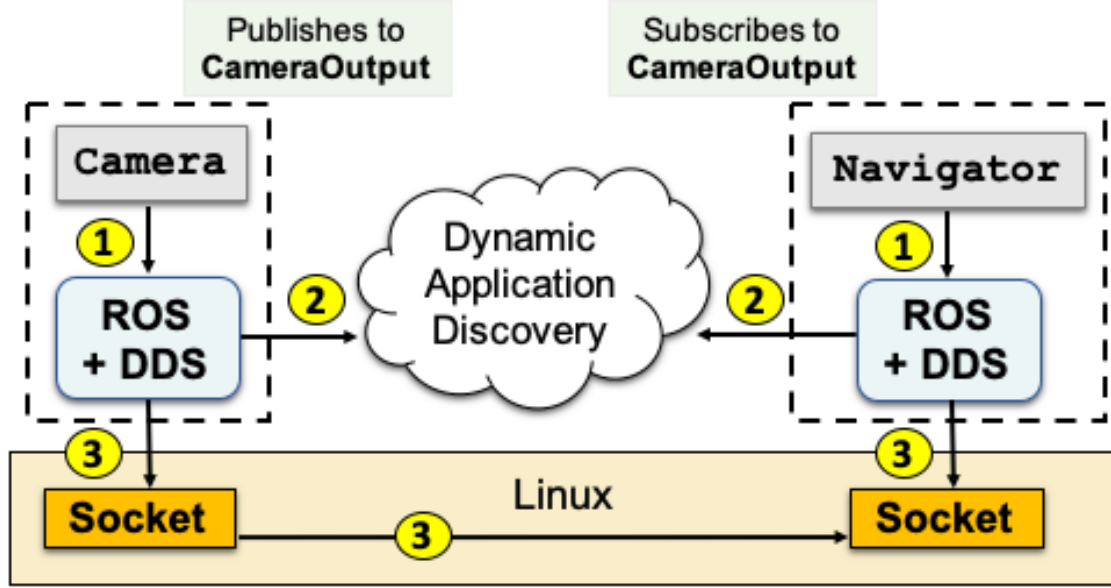 Publishes to
CameraOutput
Subscribes to
CameraOutput
Camera
Navigator
1
1
Dynamic
Application
Discovery
2
2
ROS
+ DDS
ROS
+ DDS
3
3
Linux
Socket
Socket
3